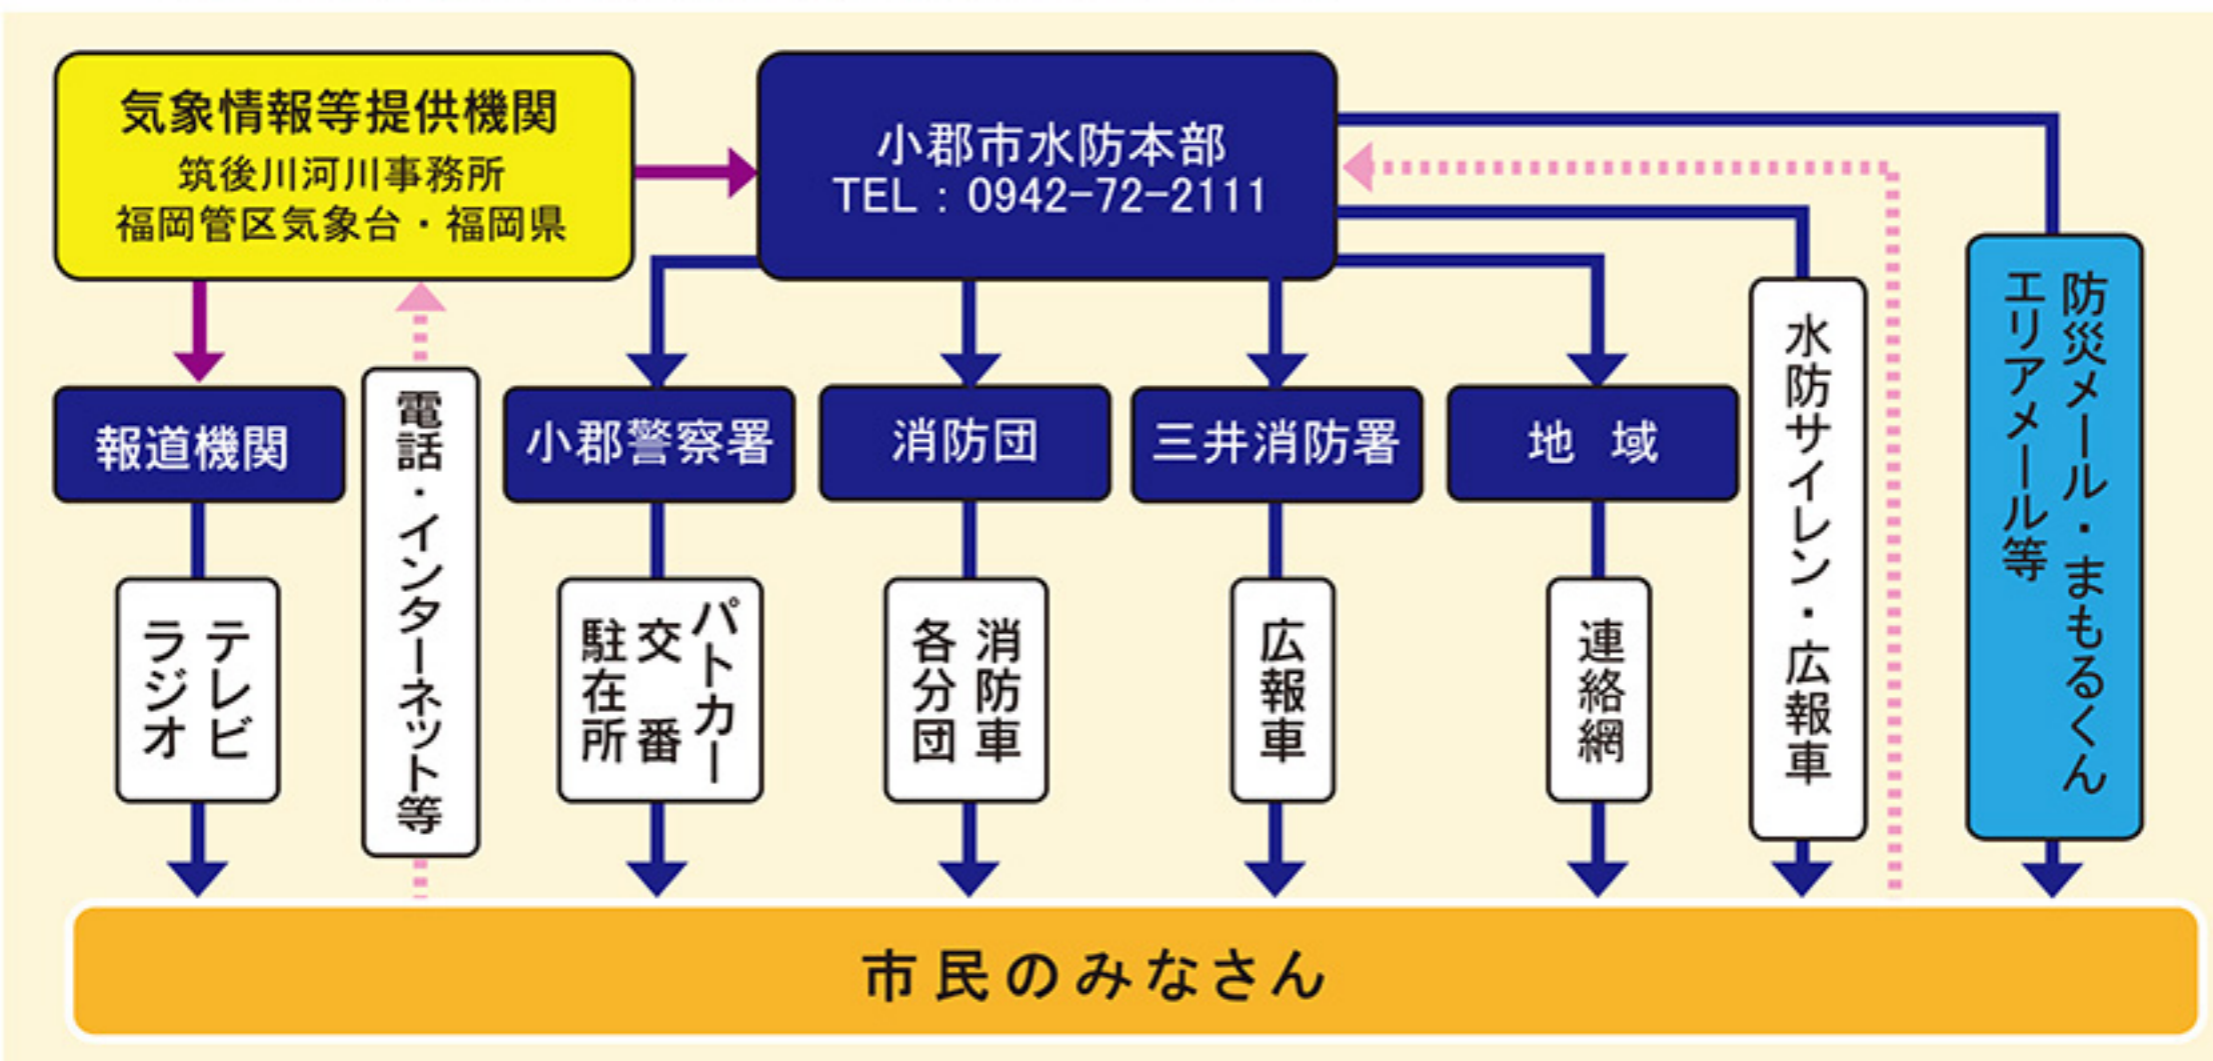 気象情報等提供機関
筑後川河川事務所
福岡管区気象台・福岡県
小郡市水防本部
TEL：0942-72-2111
報道機関
電話・インターネット等
小郡警察署
消防団
三井消防署
地域
水防サイレン・広報車
防災メール・まもるくん
エリアメール等
テレビ
ラジオ
パトカー
交番
駐在所
消防車
各分団
広報車
連絡網
市民のみなさん